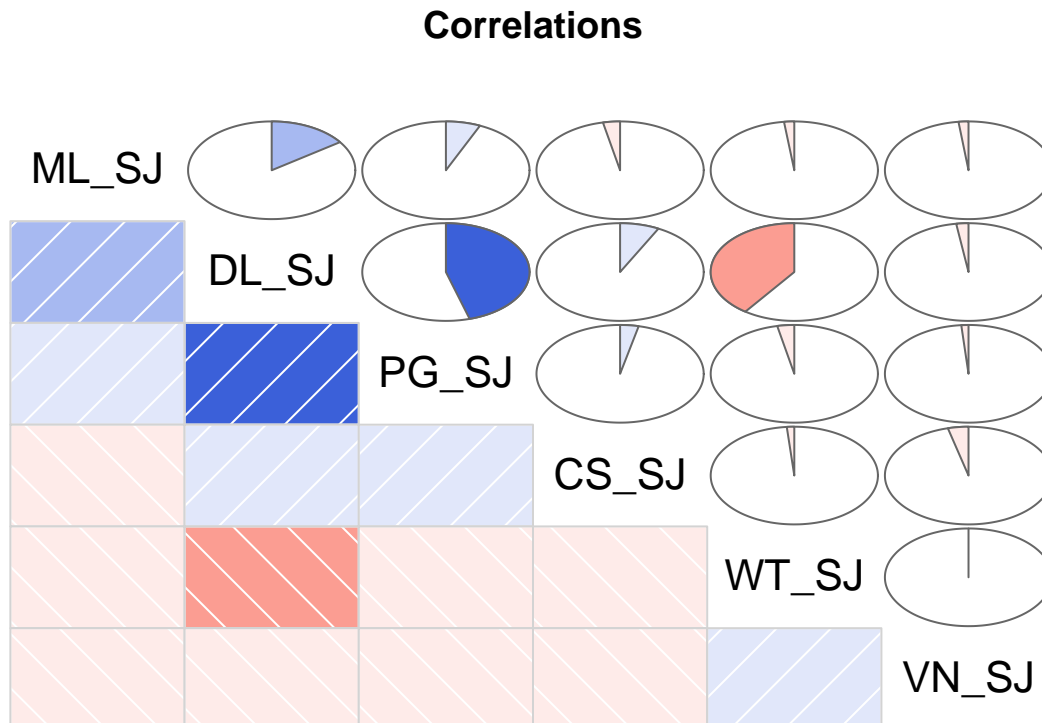 Correlations
ML_SJ
DL_SJ
PG_SJ
CS_SJ
WT_SJ
VN_SJ